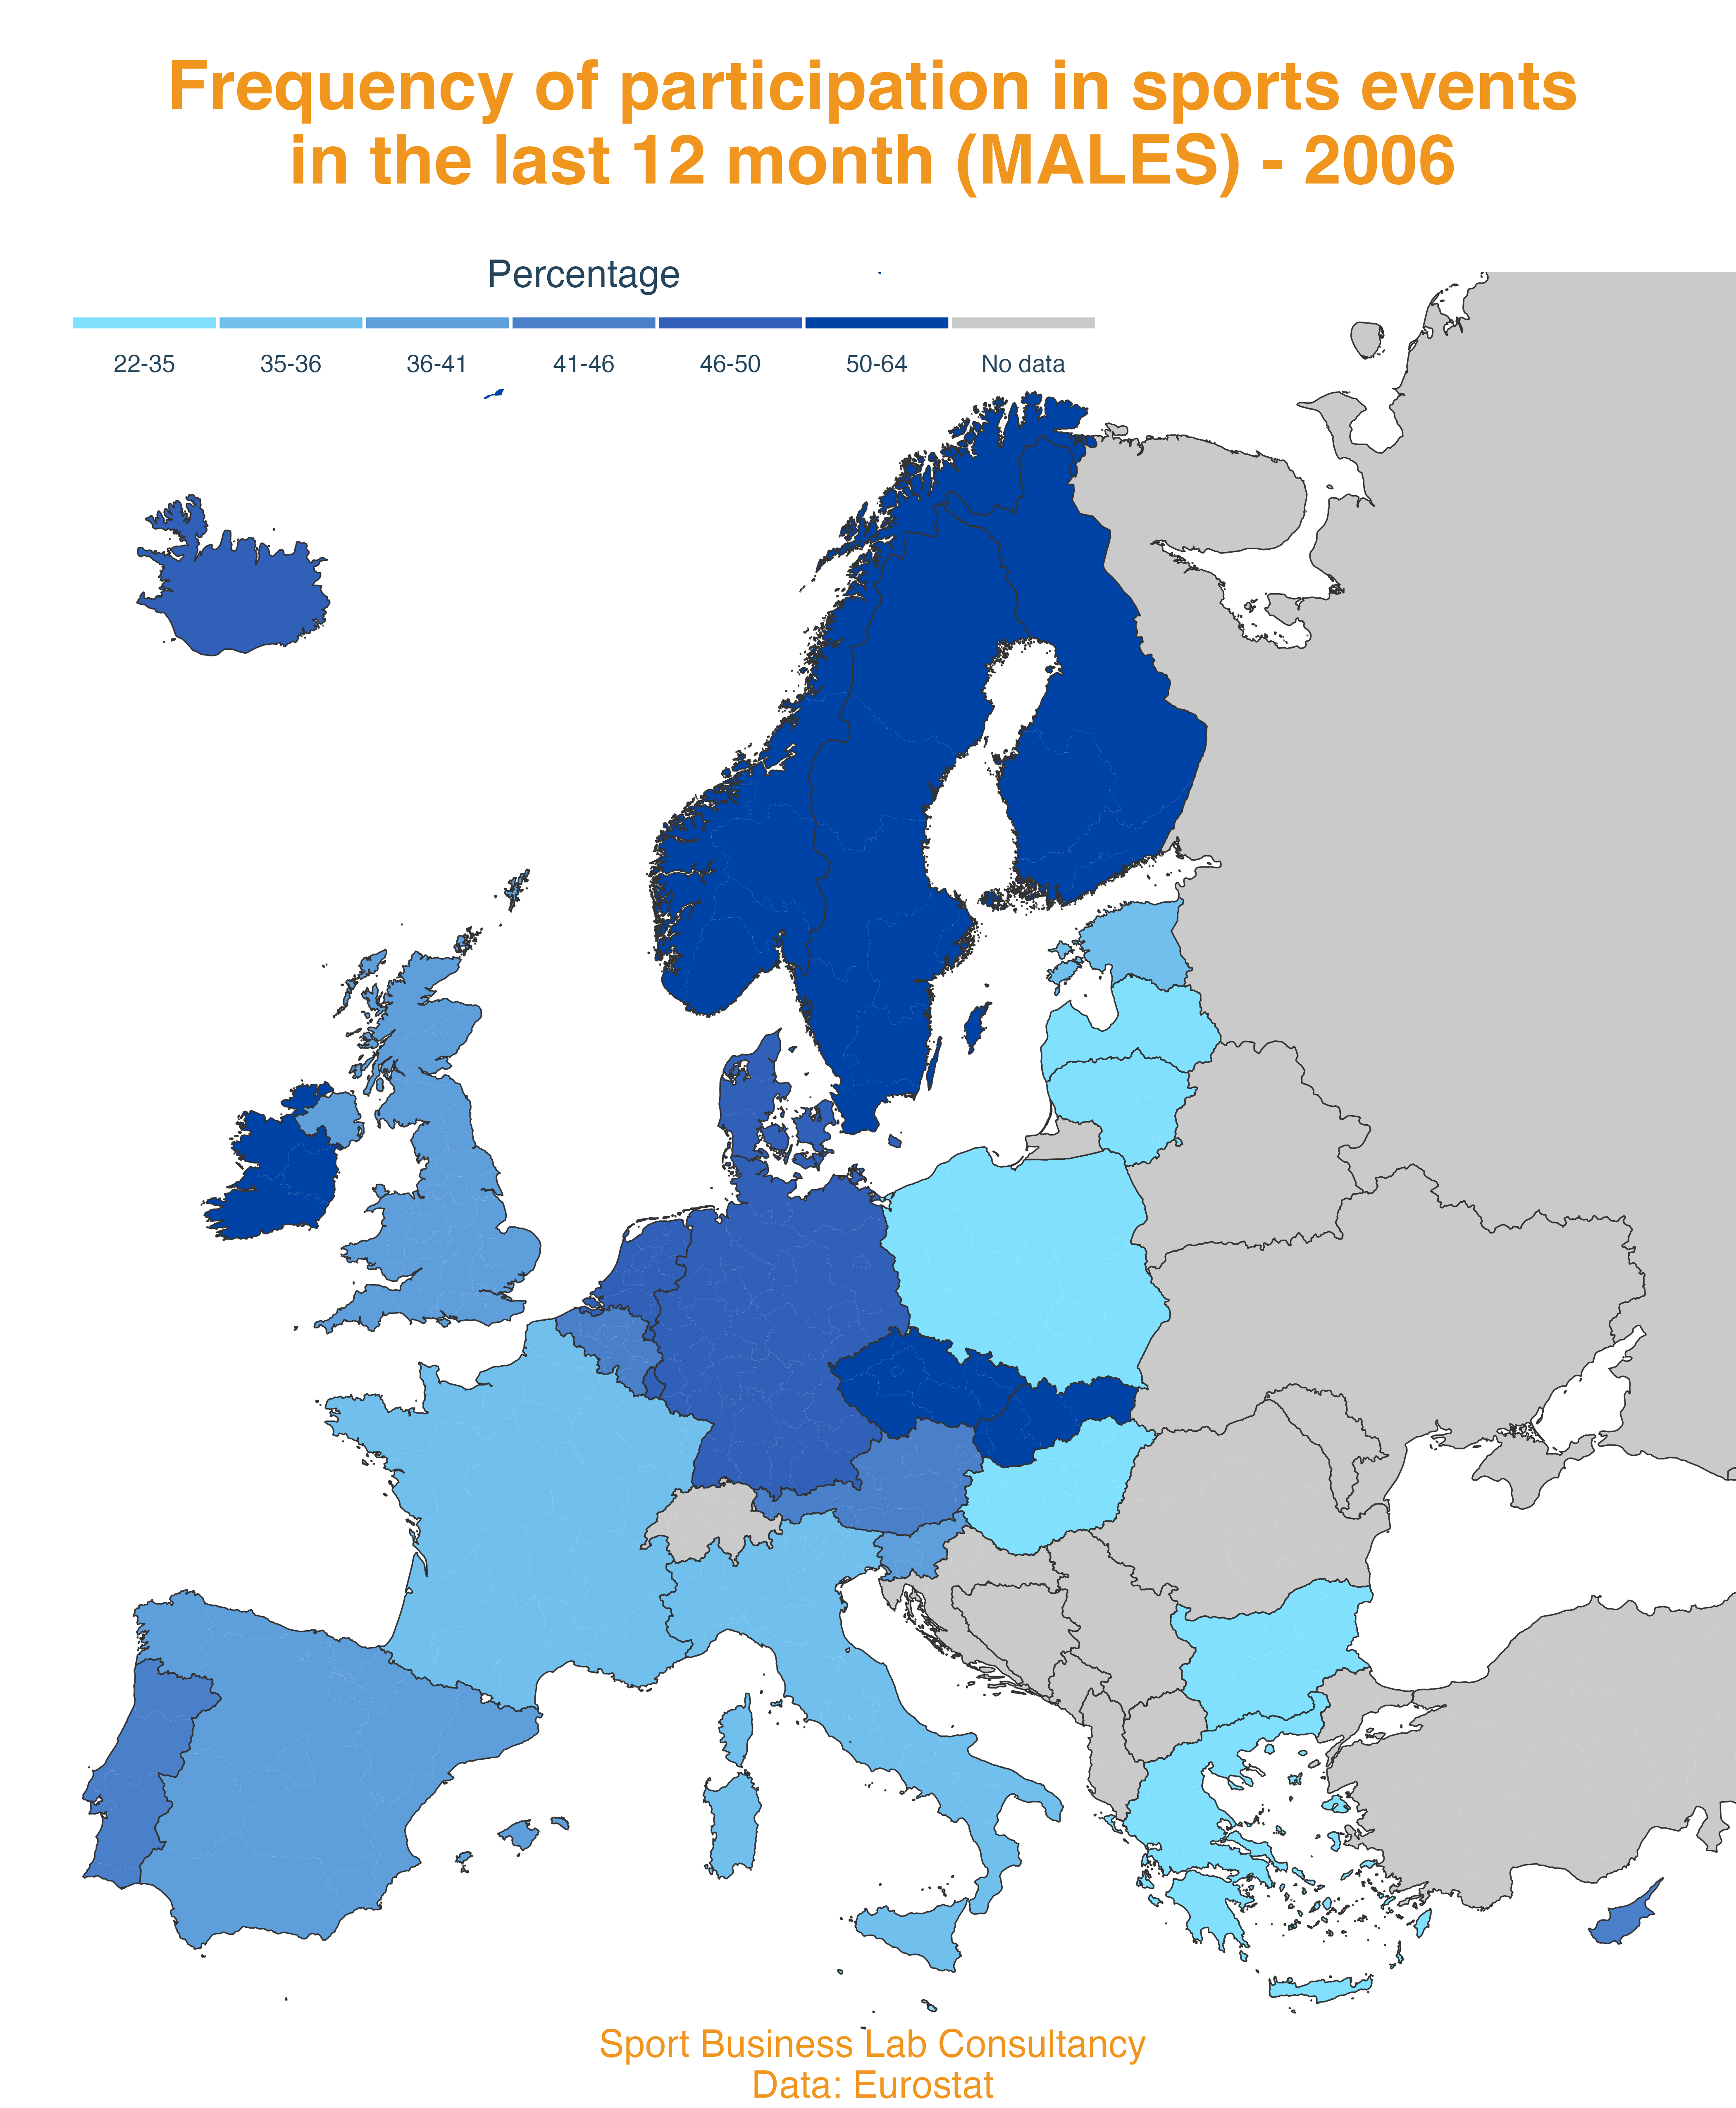 Frequency of participation in sports events
in the last 12 month (MALES) - 2006
Percentage
22-35
35-36
36-41
41-46
46-50
50-64
No data
Sport Business Lab Consultancy
Data: Eurostat